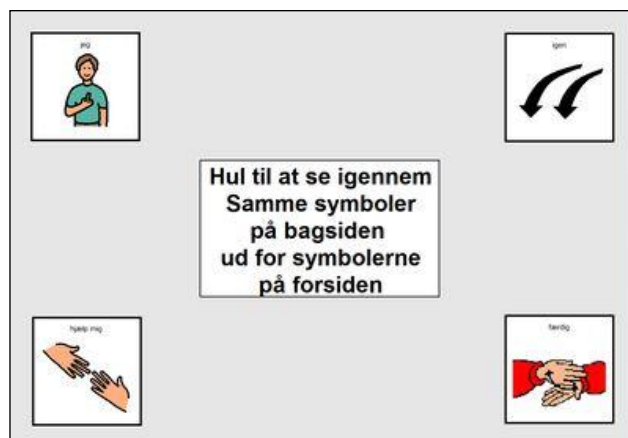 jeg
igen
Hul til at se igennem
Samme symboler
på bagsiden
ud for symbolerne
på forsiden
hjælp mig
færdig